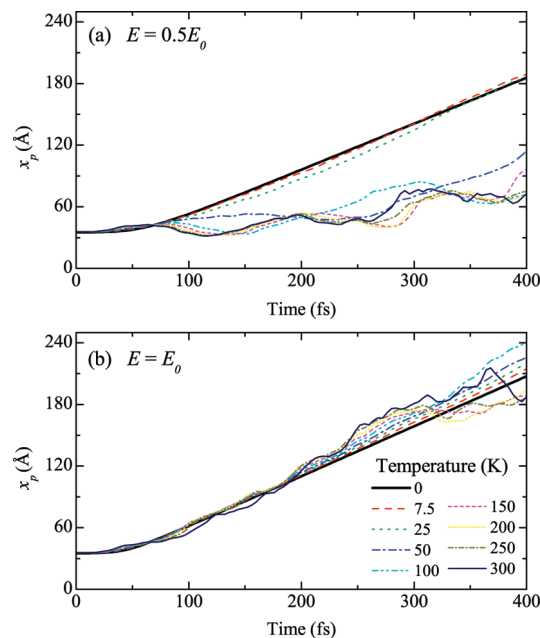 240
(a) E = 0.5E0
180
120
60
0
xp (Å)
0 100 200 300 400
Time (fs)
240
(b) E = E0
180
120
60
0
xp (Å)
Temperature (K)
0
7.5 150
25 200
50 250
100 300
0 100 200 300 400
Time (fs)